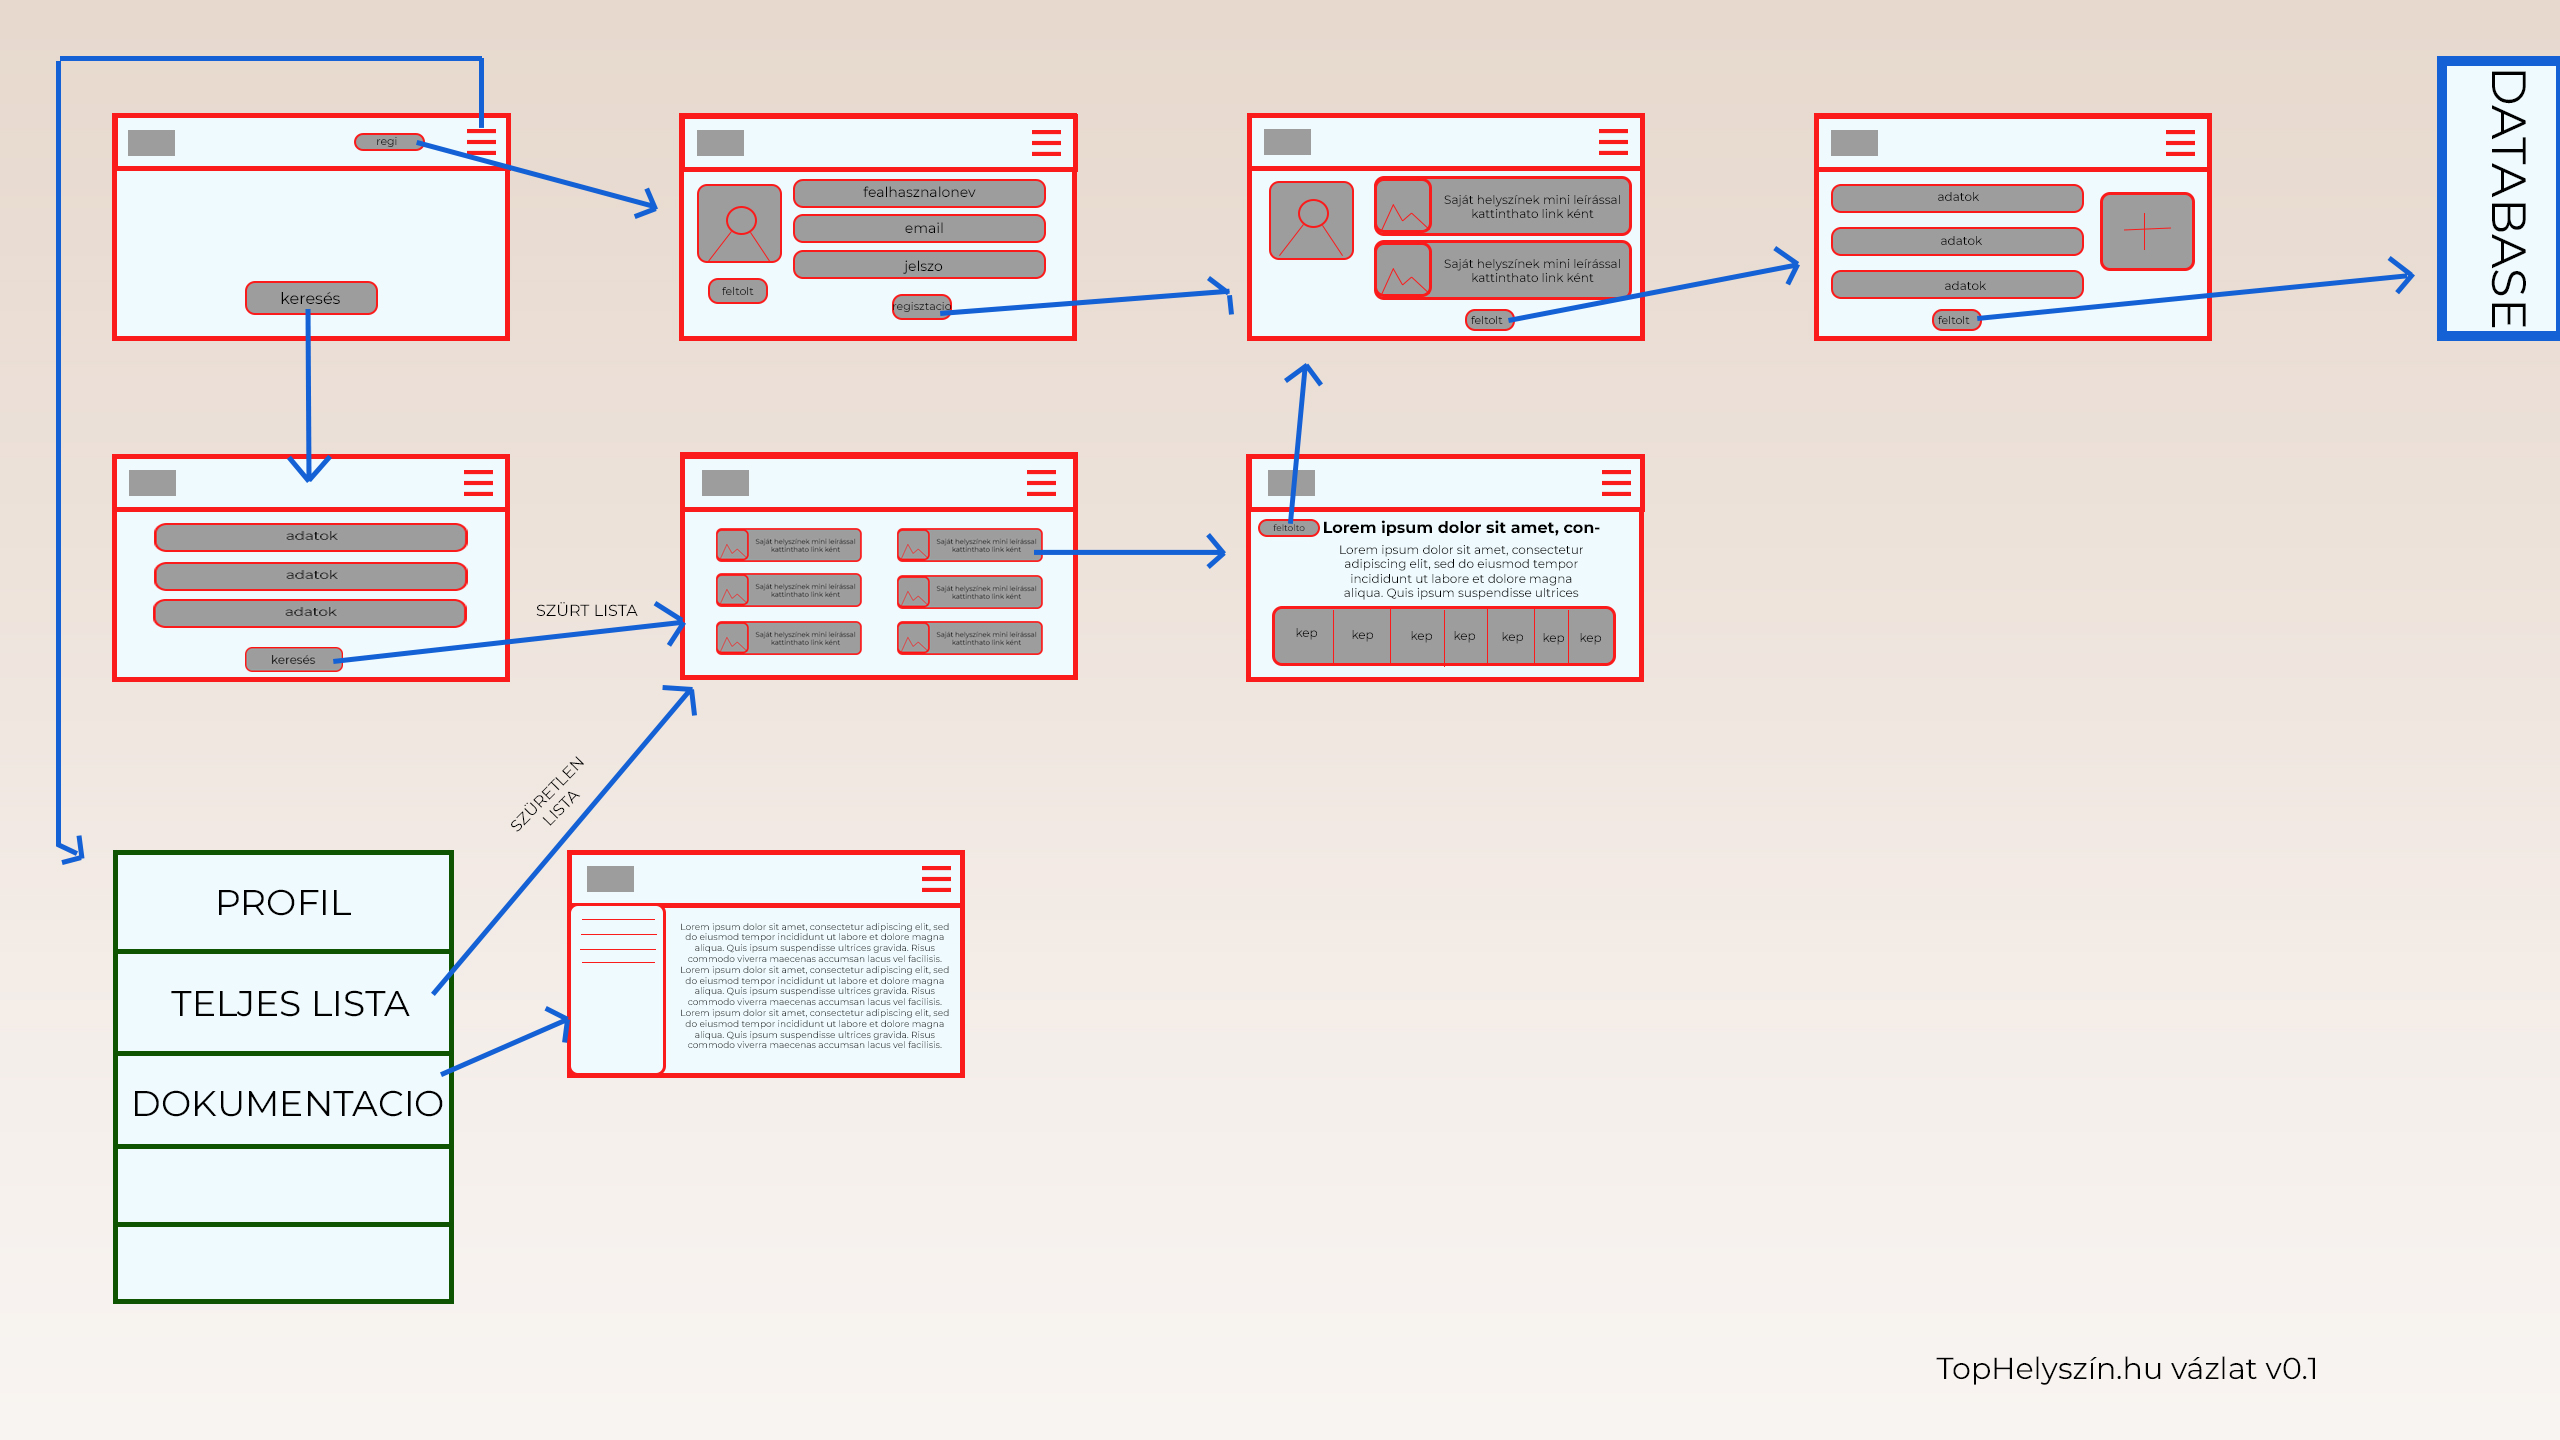 regi
keresés
fealhasznalonev
email
jelszo
feltolt
regisztacio
Saját helyszínek mini leírással
kattinthato link ként
Saját helyszínek mini leírással
kattinthato link ként
feltolt
adatok
adatok
adatok
feltolt
DATABASE
adatok
adatok
adatok
keresés
SZÜRT LISTA
Saját helyszínek mini leírással
kattinthato link ként
Saját helyszínek mini leírással
kattinthato link ként
Saját helyszínek mini leírással
kattinthato link ként
Saját helyszínek mini leírással
kattinthato link ként
Saját helyszínek mini leírással
kattinthato link ként
Saját helyszínek mini leírással
kattinthato link ként
feltolto
Lorem ipsum dolor sit amet, con-
Lorem ipsum dolor sit amet, consectetur
adipiscing elit, sed do eiusmod tempor
incididunt ut labore et dolore magna
aliqua. Quis ipsum suspendisse ultrices
kep kep kep kep kep kep kep
SZÜRETLEN
LISTA
PROFIL
TELJES LISTA
DOKUMENTACIO
Lorem ipsum dolor sit amet, consectetur adipiscing elit, sed
do eiusmod tempor incididunt ut labore et dolore magna
aliqua. Quis ipsum suspendisse ultrices gravida. Risus
commodo viverra maecenas accumsan lacus vel facilisis.
Lorem ipsum dolor sit amet, consectetur adipiscing elit, sed
do eiusmod tempor incididunt ut labore et dolore magna
aliqua. Quis ipsum suspendisse ultrices gravida. Risus
commodo viverra maecenas accumsan lacus vel facilisis.
Lorem ipsum dolor sit amet, consectetur adipiscing elit, sed
do eiusmod tempor incididunt ut labore et dolore magna
aliqua. Quis ipsum suspendisse ultrices gravida. Risus
commodo viverra maecenas accumsan lacus vel facilisis.
TopHelyszín.hu vázlat v0.1